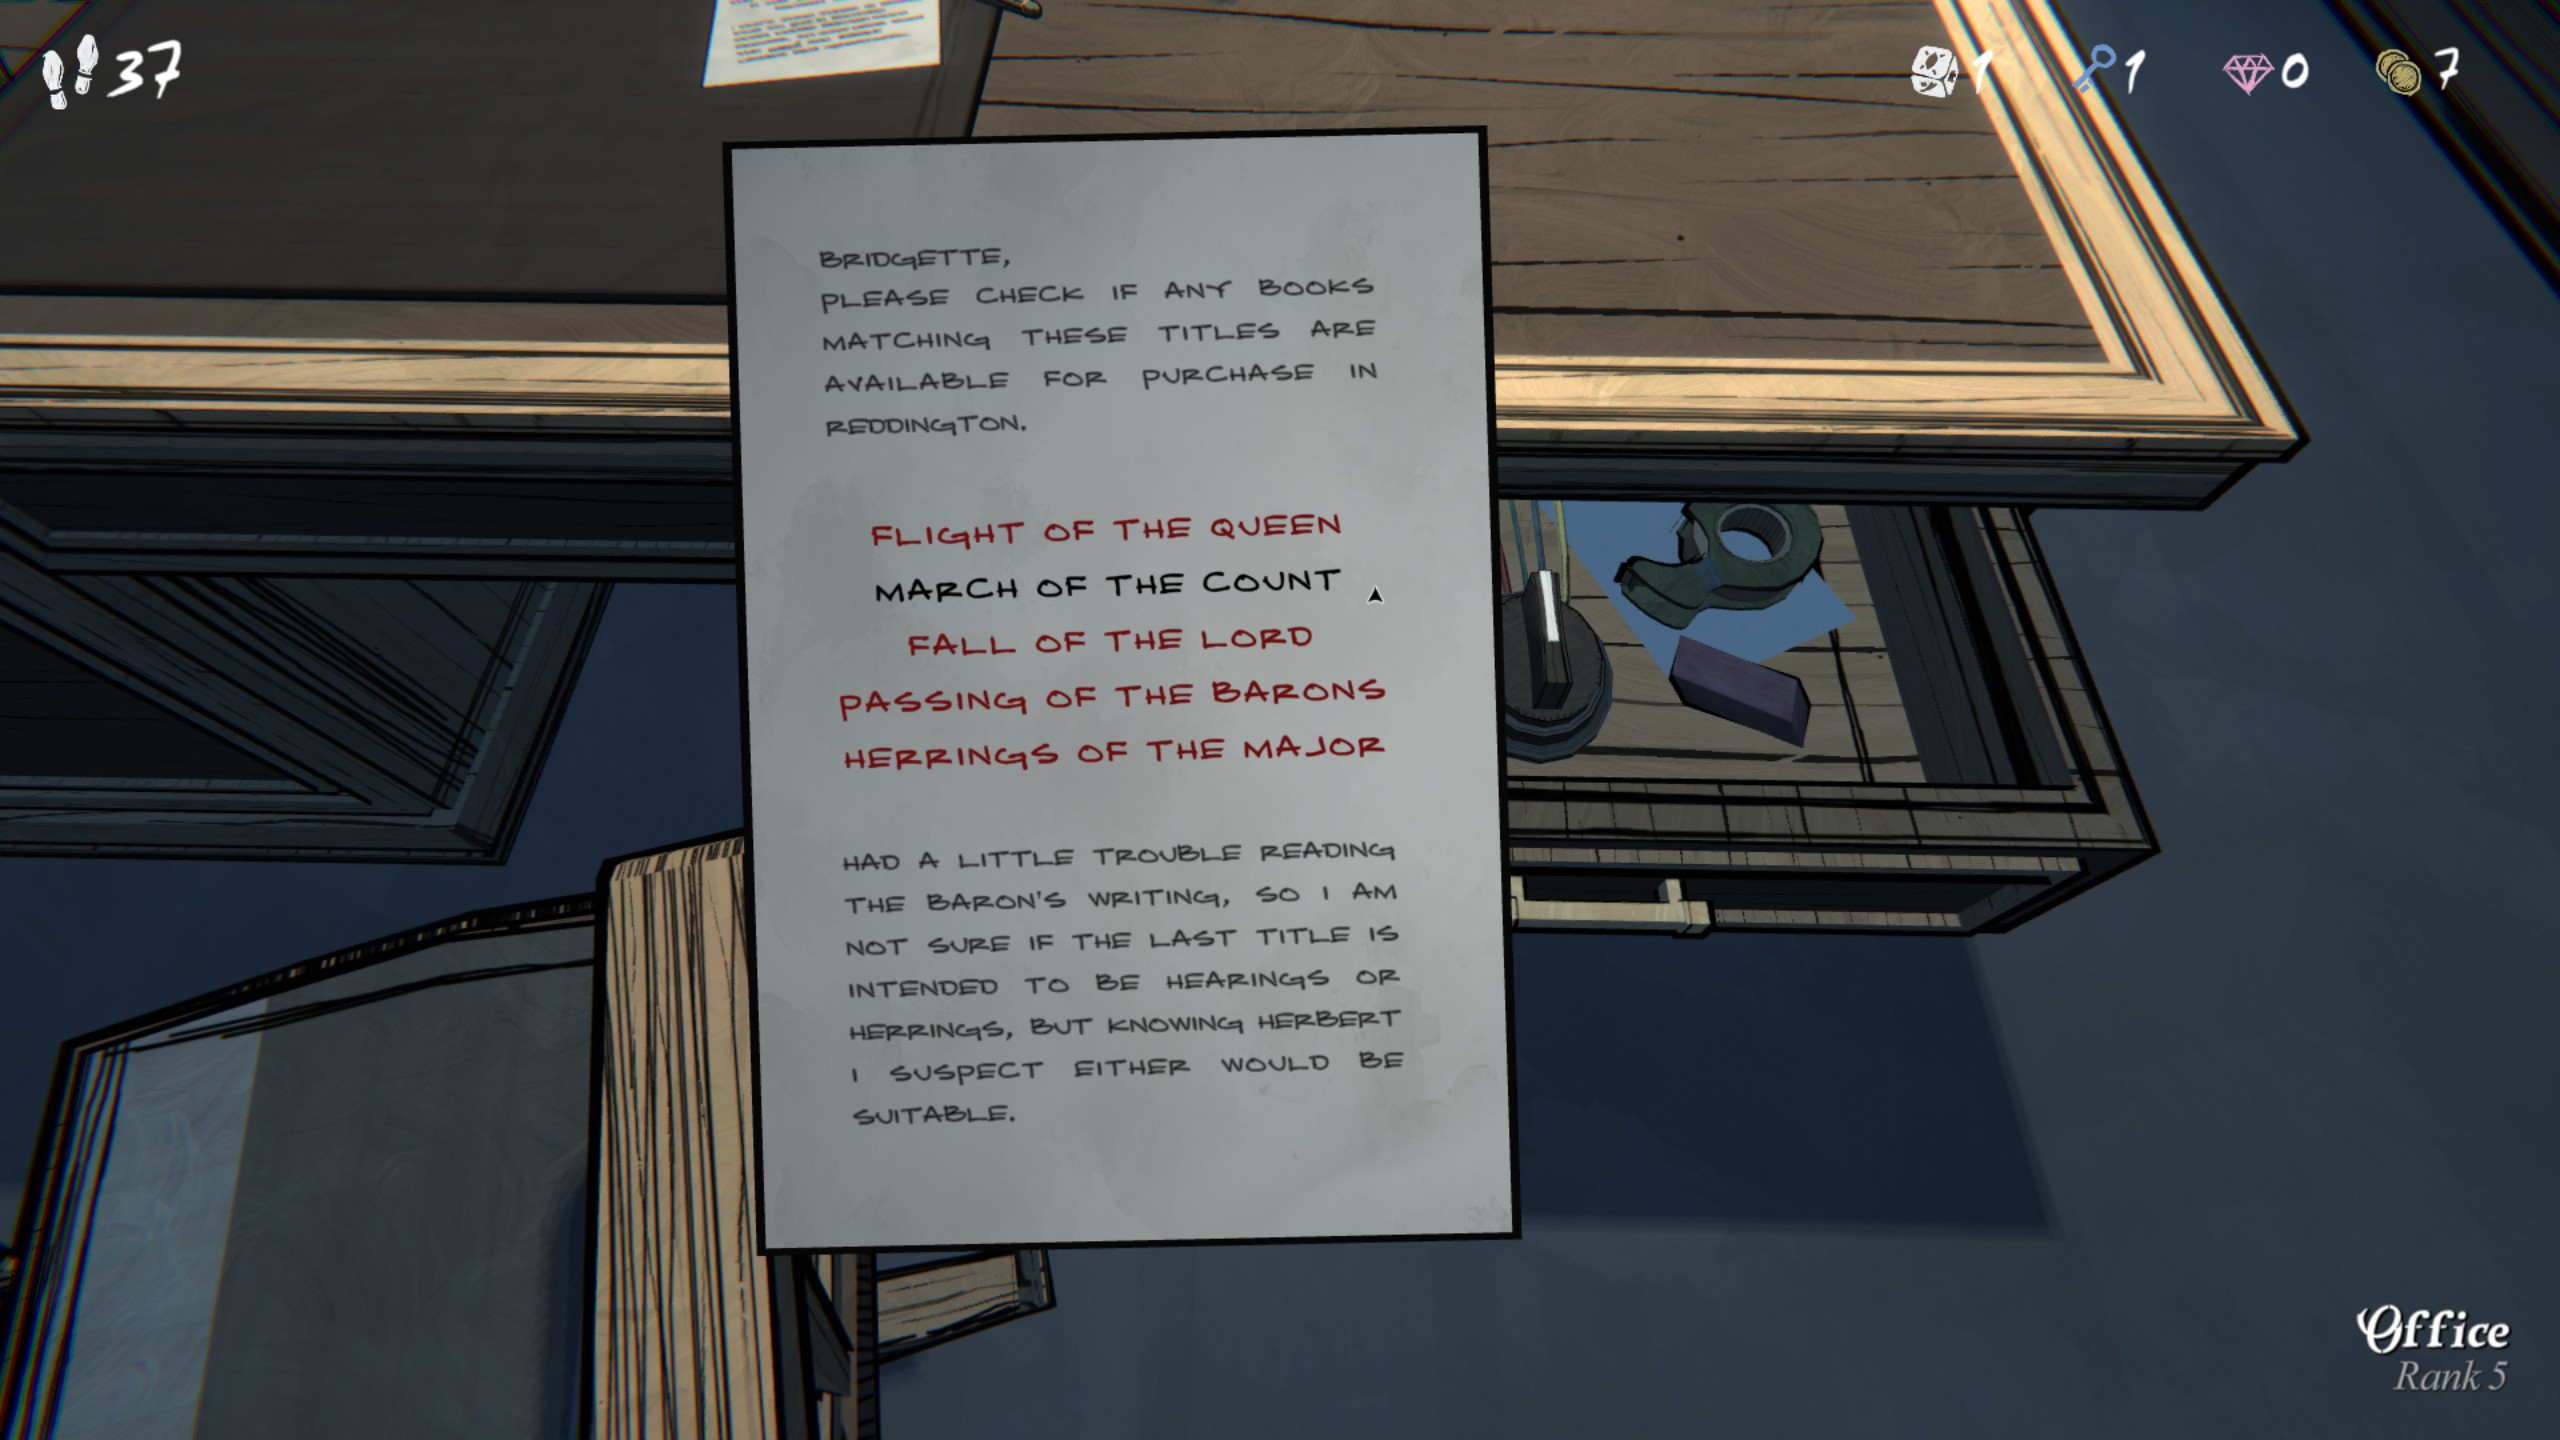 37
1
1
0
7
BRIDGETTE,
PLEASE CHECK IF ANY BOOKS
MATCHING THESE TITLES ARE
AVAILABLE FOR PURCHASE IN
REDDINGTON.
FLIGHT OF THE QUEEN
MARCH OF THE COUNT
FALL OF THE LORD
PASSING OF THE BARONS
HERRINGS OF THE MAJOR
HAD A LITTLE TROUBLE READING
THE BARON'S WRITING, SO I AM
NOT SURE IF THE LAST TITLE IS
INTENDED TO BE HEARINGS OR
HERRINGS, BUT KNOWING HERBERT
I SUSPECT EITHER WOULD BE
SUITABLE.
Office
Rank 5